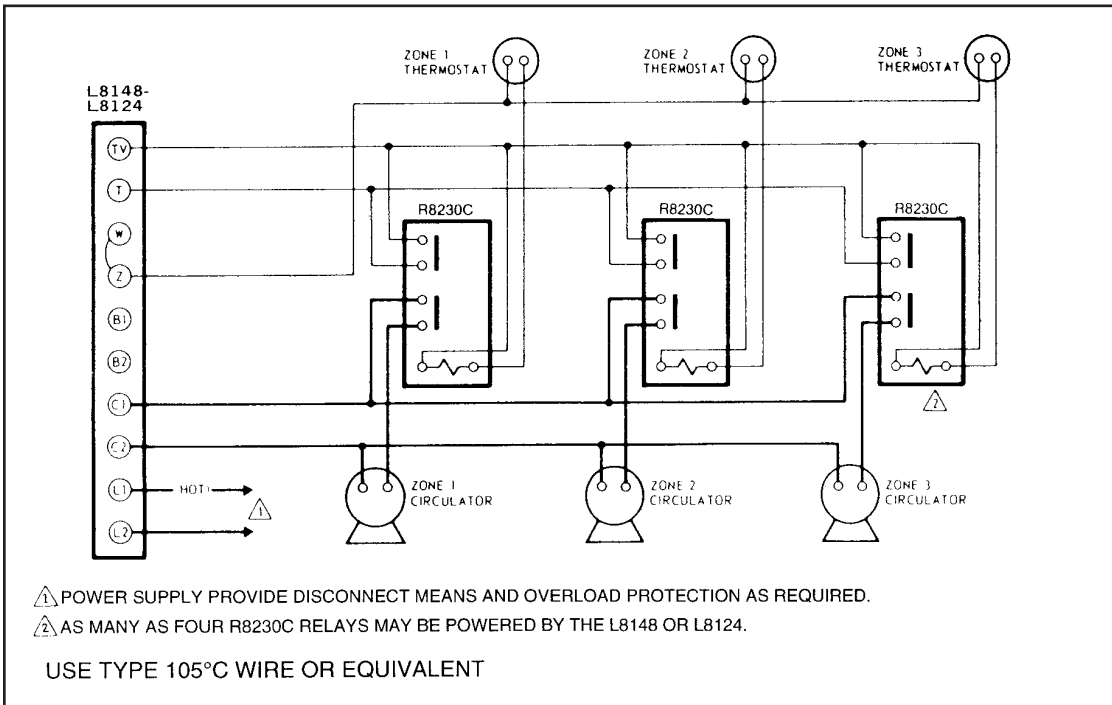 ZONE 1
THERMOSTAT
ZONE 2
THERMOSTAT
ZONE 3
THERMOSTAT
L8148-
L8124
TV
T
W
Z
B1
B2
C1
C2
L1
HOT)
L2
R8230C
R8230C
R8230C
2
1
ZONE 1
CIRCULATOR
ZONE 2
CIRCULATOR
ZONE 3
CIRCULATOR
1 POWER SUPPLY PROVIDE DISCONNECT MEANS AND OVERLOAD PROTECTION AS REQUIRED.
2 AS MANY AS FOUR R8230C RELAYS MAY BE POWERED BY THE L8148 OR L8124.
USE TYPE 105°C WIRE OR EQUIVALENT